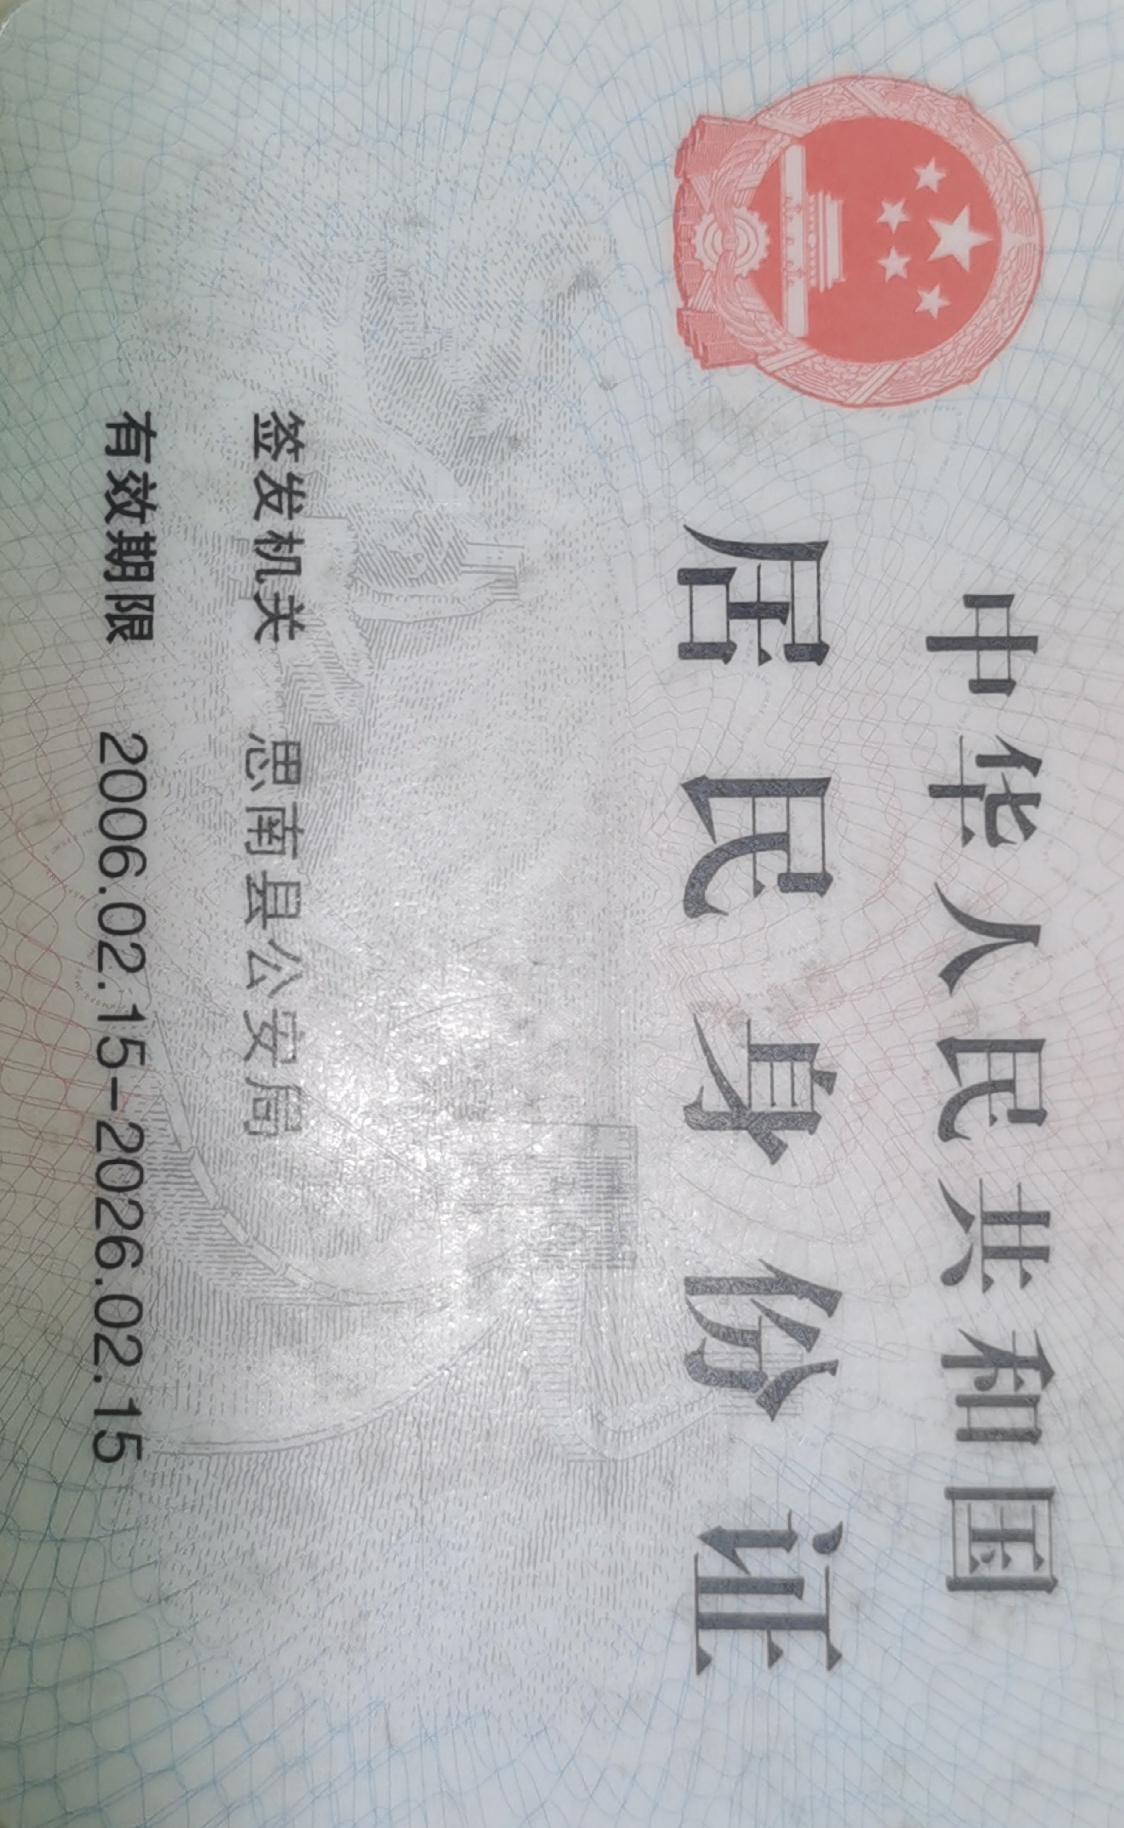 中华人民共和国
居民身份证
签发机关 思南县公安局
有效期限 2006.02.15-2026.02.15